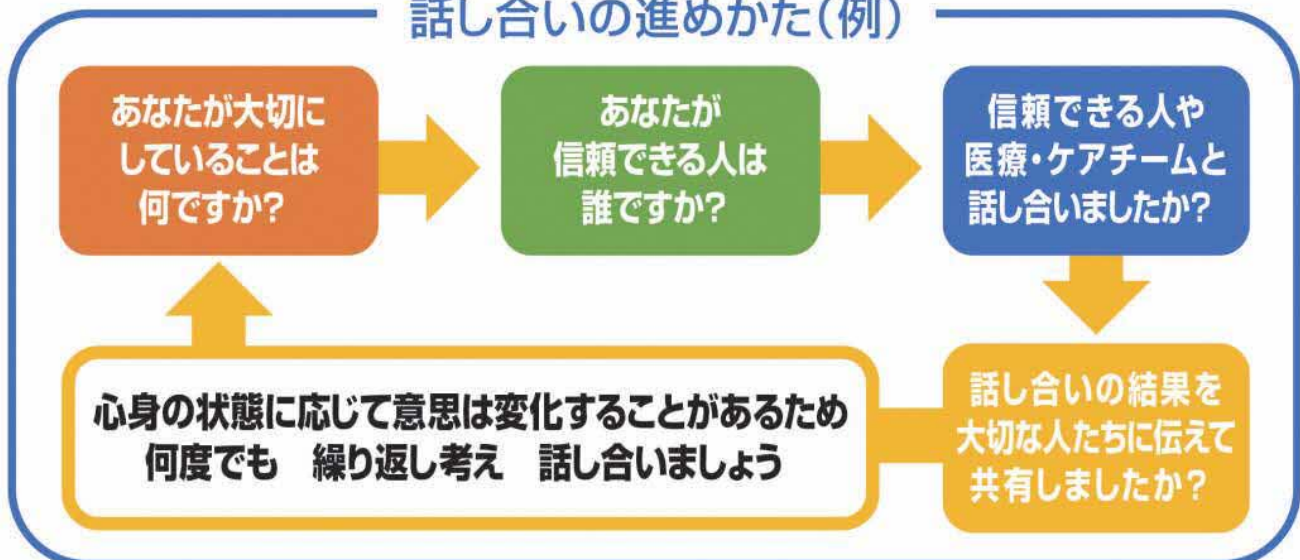 話し合いの進めかた(例)
あなたが大切に
していることは
何ですか?
あなたが
信頼できる人は
誰ですか?
信頼できる人や
医療・ケアチームと
話し合いましたか?
話し合いの結果を
大切な人たちに伝えて
共有しましたか?
心身の状態に応じて意思は変化することがあるため
何度でも　繰り返し考え　話し合いましょう